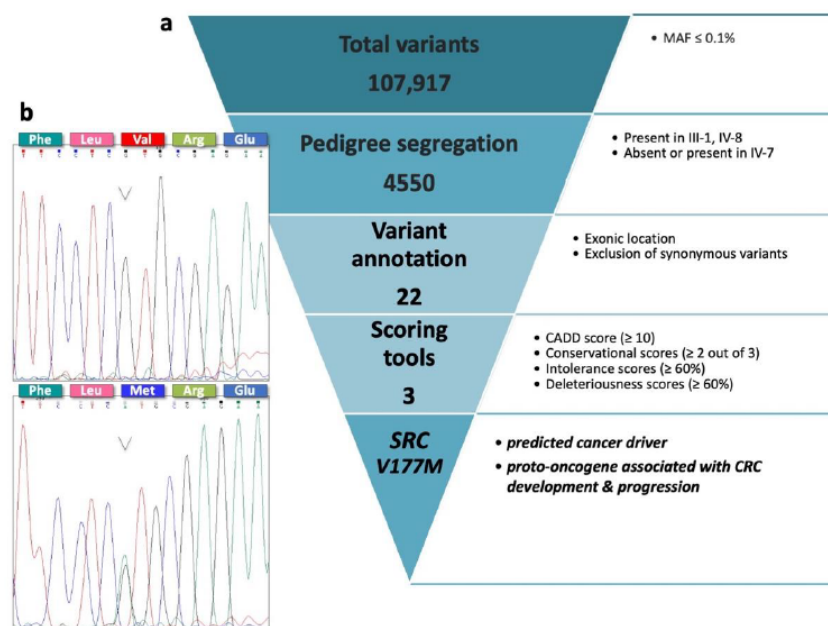 a
Total variants
107,917
• MAF ≤ 0.1%
Pedigree segregation
4550
• Present in III-1, IV-8
• Absent or present in IV-7
Variant
annotation
22
• Exonic location
• Exclusion of synonymous variants
Scoring
tools
3
• CADD score (≥ 10)
• Conservational scores (≥ 2 out of 3)
• Intolerance scores (≥ 60%)
• Deleteriousness scores (≥ 60%)
SRC
V177M
• predicted cancer driver
• proto-oncogene associated with CRC
development & progression
b
Phe Leu Val Arg Glu
Phe Leu Met Arg Glu